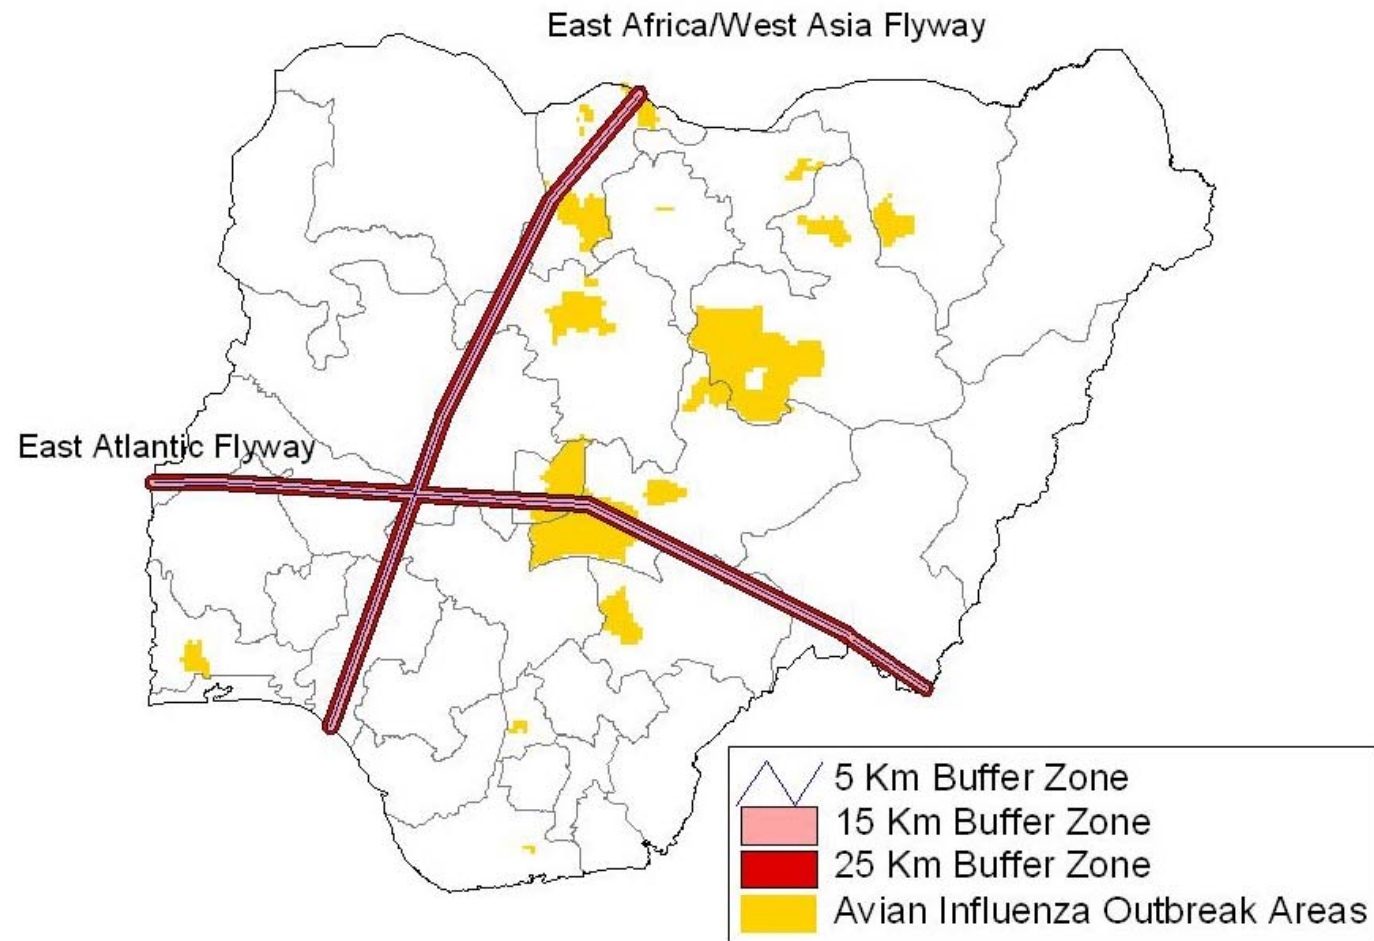 East Africa/West Asia Flyway
East Atlantic Flyway
5 Km Buffer Zone
15 Km Buffer Zone
25 Km Buffer Zone
Avian Influenza Outbreak Areas